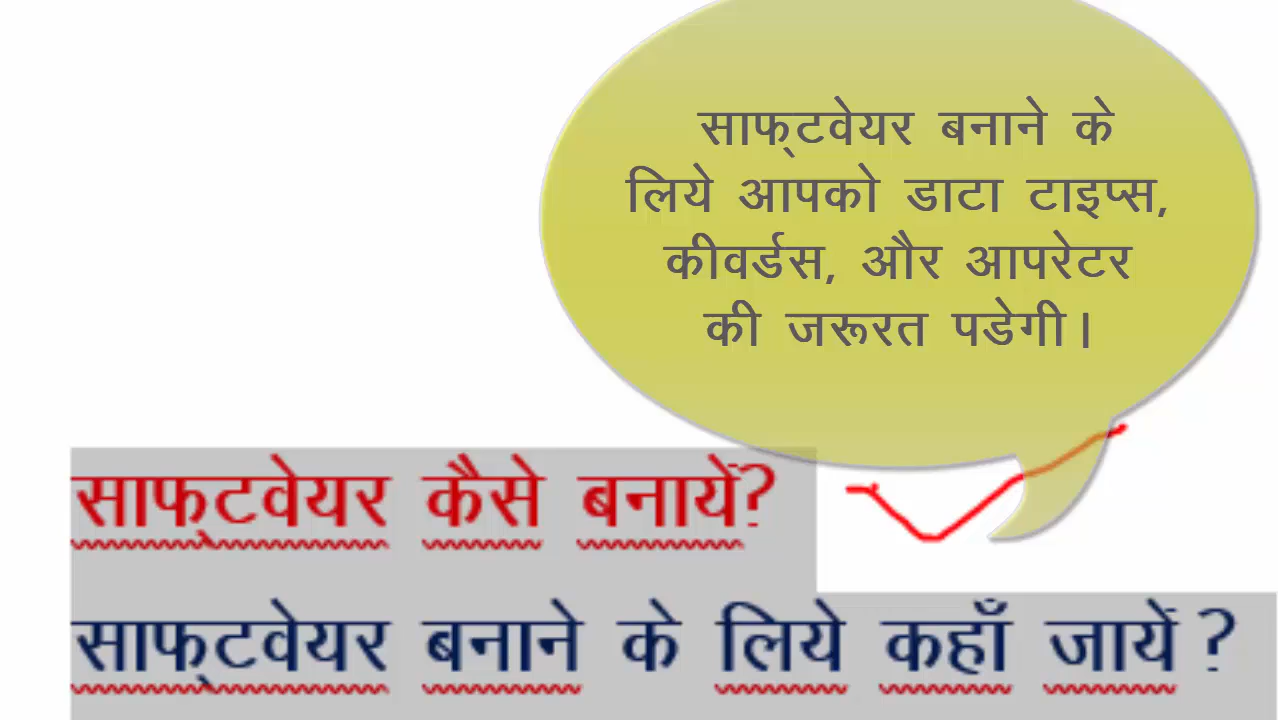 साफ्टवेयर बनाने के
लिये आपको डाटा टाइप्स,
कीवर्डस, और आपरेटर
की जरूरत पडेगी।
साफ्टवेयर कैसे बनायें?
साफ्टवेयर बनाने के लिये कहाँ जायें ?